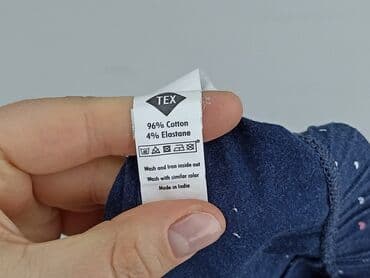 TEX
96% Cotton
4% Elastane
Wash and Iron inside out
Wash with similar color
Made in India